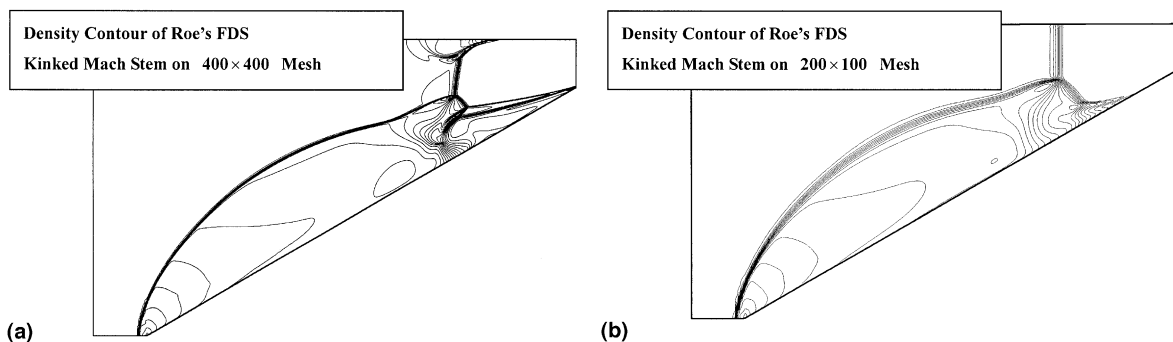 Density Contour of Roe's FDS
Kinked Mach Stem on 400×400 Mesh
(a)
Density Contour of Roe's FDS
Kinked Mach Stem on 200×100 Mesh
(b)